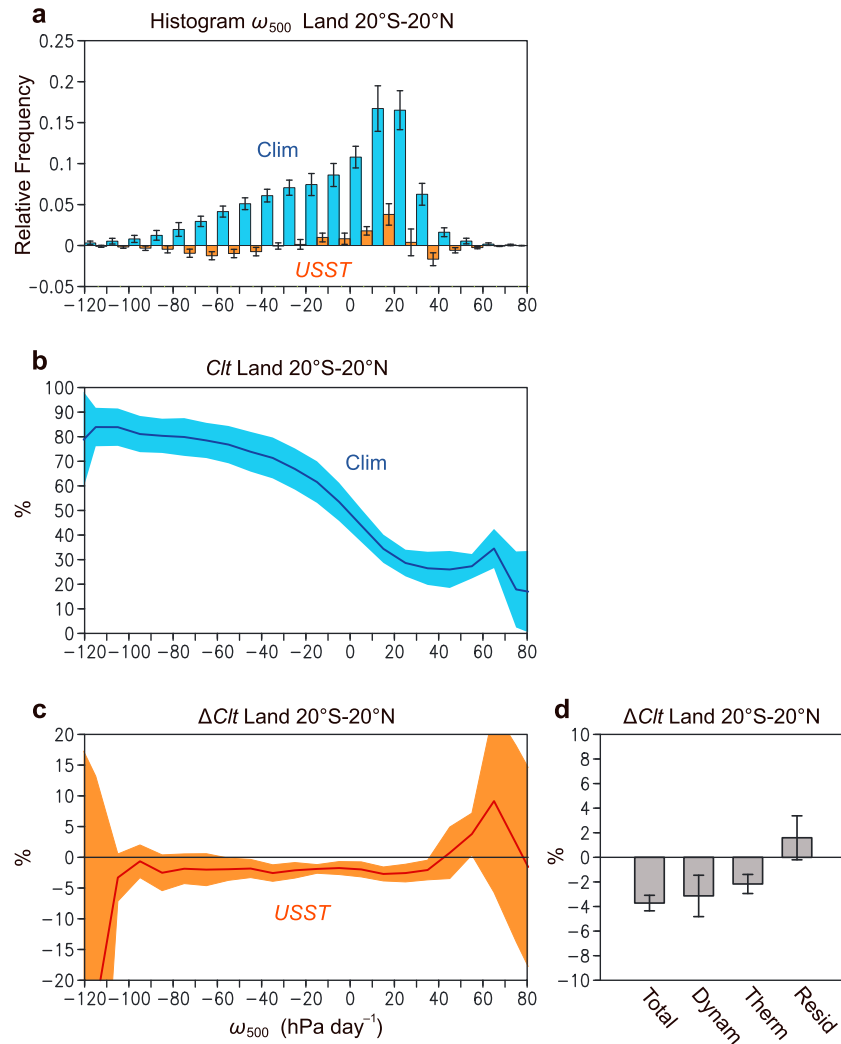 a
Histogram ω500 Land 20°S-20°N
Relative Frequency
0.25
0.2
0.15
0.1
0.05
0
−0.05
Clim
USST
−120 −100 −80 −60 −40 −20 0 20 40 60 80
b
Clt Land 20°S-20°N
%
100
90
80
70
60
50
40
30
20
10
0
Clim
−120 −100 −80 −60 −40 −20 0 20 40 60 80
c
ΔClt Land 20°S-20°N
%
20
15
10
5
0
−5
−10
−15
−20
USST
−120 −100 −80 −60 −40 −20 0 20 40 60 80
ω500 (hPa day−1)
d
ΔClt Land 20°S-20°N
%
10
8
6
4
2
0
−2
−4
−6
−8
−10
Total
Dynam
Therm
Resid